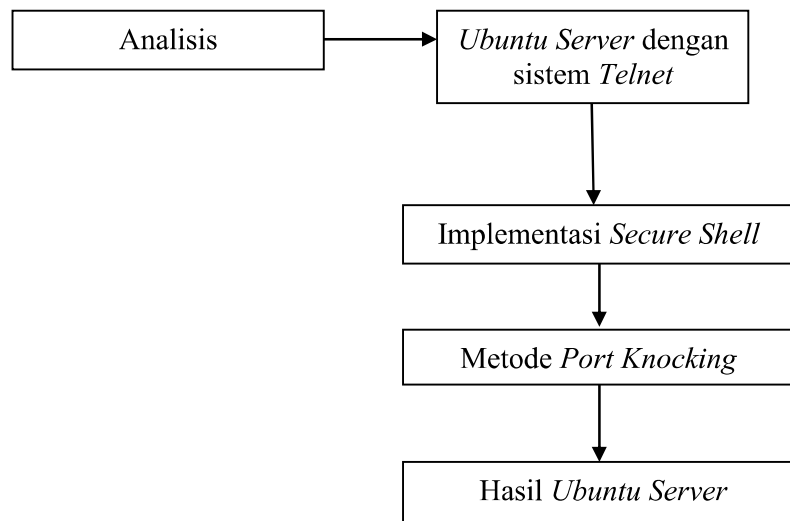 Analisis
Ubuntu Server dengan
sistem Telnet
Implementasi Secure Shell
Metode Port Knocking
Hasil Ubuntu Server